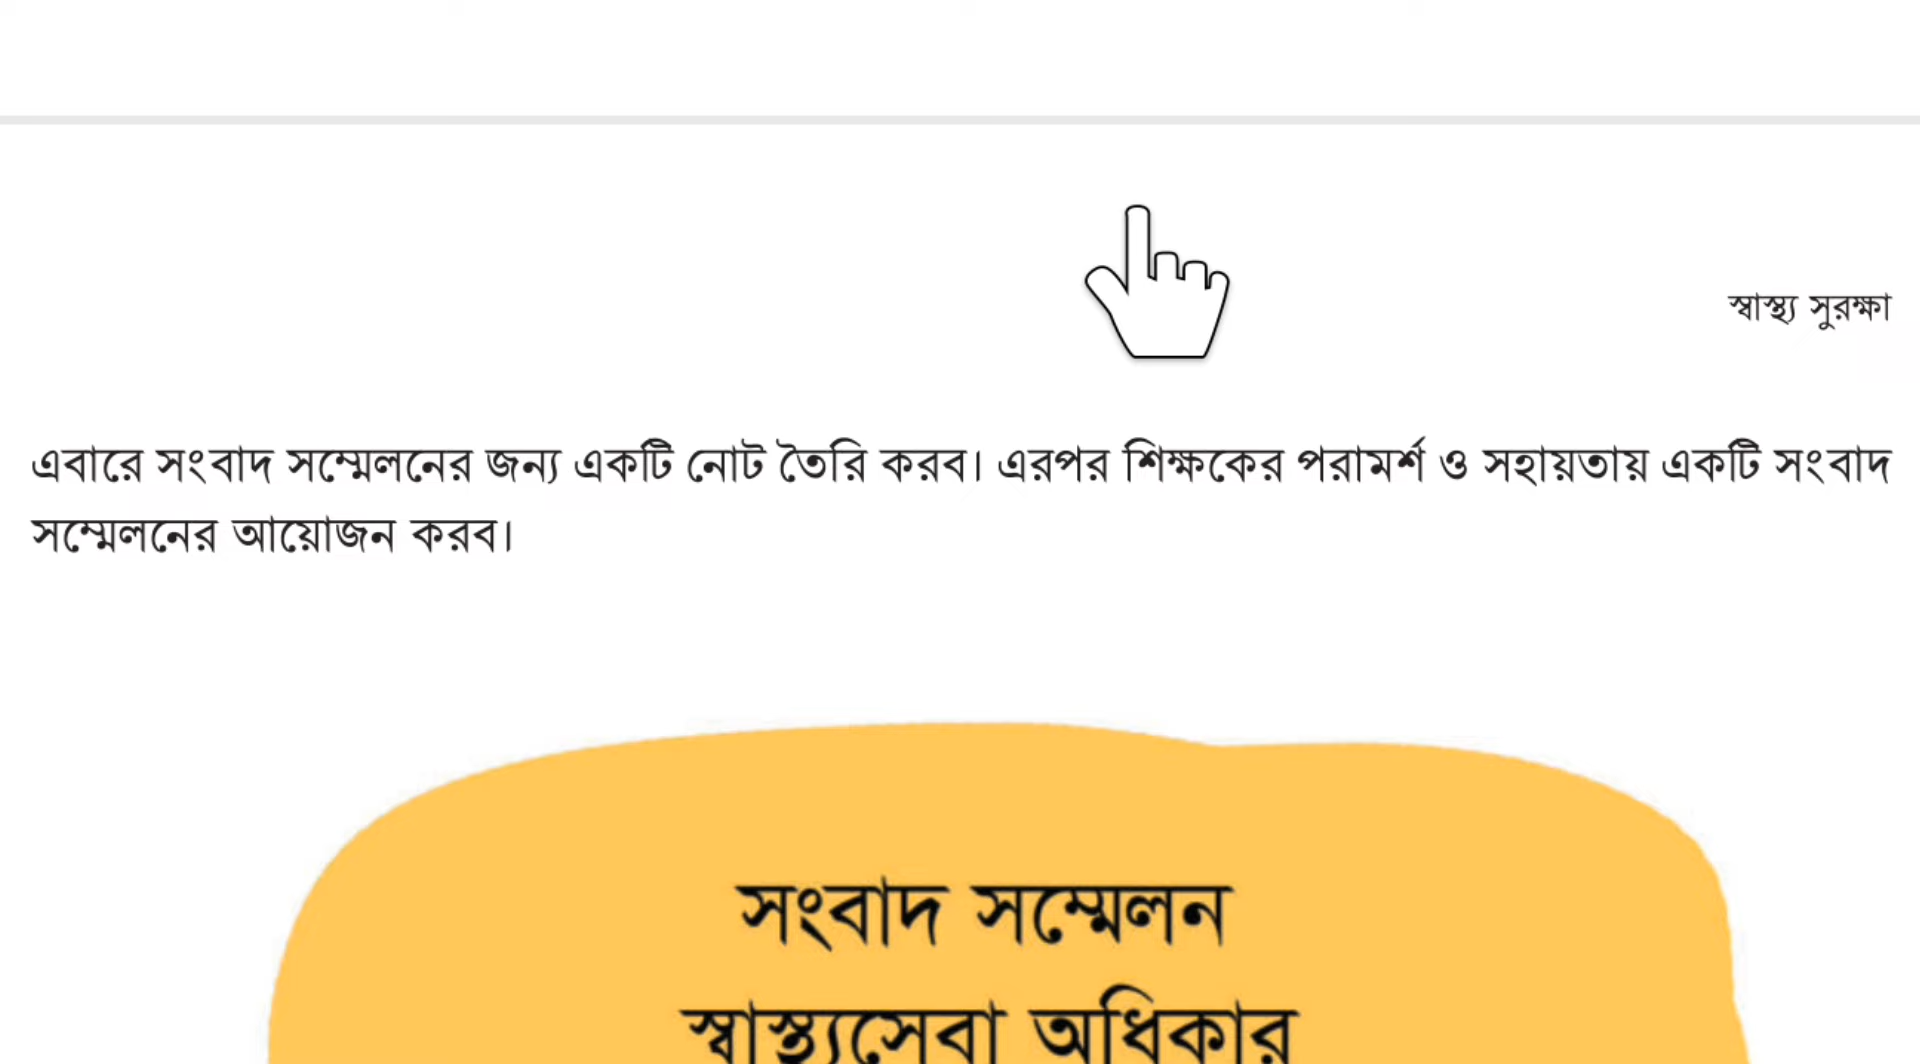 স্বাস্থ্য সুরক্ষা
এবারে সংবাদ সম্মেলনের জন্য একটি নোট তৈরি করব। এরপর শিক্ষকের পরামর্শ ও সহায়তায় একটি সংবাদ
সম্মেলনের আয়োজন করব।
সংবাদ সম্মেলন
স্বাস্থ্যসেবা অধিকার